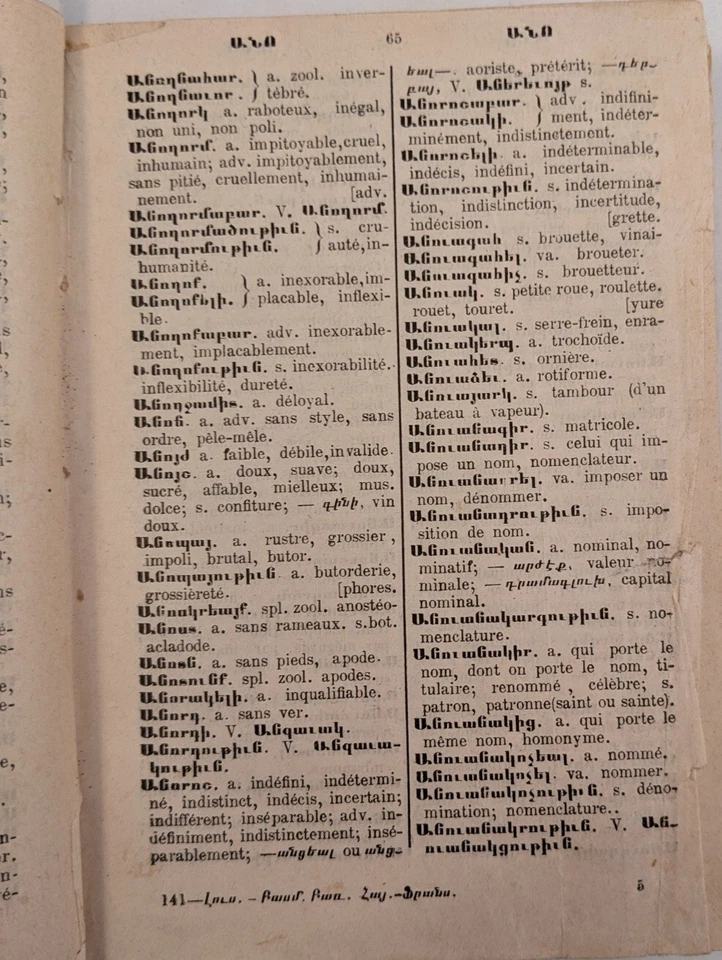 ԱՆՈ 65 ԱՆՈ
Անողնահար. } a. zool. inver-
Անողնաւոր. } tébré.
Անողորկ a. raboteux, inégal,
non uni, non poli.
Անողորմ. a. impitoyable,cruel,
inhumain; adv. impitoyablement,
sans pitié, cruellement, inhumai-
nement. [adv.
Անողորմաբար. V. Անողորմ.
Անողորմածութիւն. } s. cru-
Անողորմութիւն. } auté,in-
humanité.
Անողոք. } a. inexorable,im-
Անողոքելի. } placable, inflexi-
ble.
Անողոքաբար. adv. inexorable-
ment, implacablement.
Անողոքութիւն. s. inexorabilité.
inflexibilité, dureté.
Անողջամիտ. a. déloyal.
Անոճ. a. adv. sans style, sans
ordre, pêle-mêle.
Անոյժ a. faible, débile,invalide.
Անոյշ. a. doux, suave; doux,
sucré, affable, mielleux; mus.
dolce; s. confiture; — գինի, vin
doux.
Անոպայ. a. rustre, grossier,
impoli, brutal, butor.
Անոպայութիւն a. butorderie,
grossièreté. [phores.
Անոսկրեայք. spl. zool. anostéo-
Անոստ. a. sans rameaux. s.bot.
acladode.
Անոտն. a. sans pieds, apode.
Անոտունք. spl. zool. apodes.
Անորակելի. a. inqualifiable.
Անորդ. a. sans ver.
Անորդի. V. Անզաւակ.
Անորդութիւն. V. Անզաւա-
կութիւն.
Անորոշ. a. indéfini, indétermi-
né, indistinct, indécis, incertain;
indifférent; inséparable; adv. in-
définiment, indistinctement; insé-
parablement; —անցեալ ou անց-
եալ—. aoriste, prétérit; —դեր-
բայ, V. Աներեւոյթ s.
Անորոշաբար. } adv. indifini-
Անորոշակի. } ment, indéter-
minément, indistinctement.
Անորոշելի. a. indéterminable,
indécis, indéfini, incertain.
Անորոշութիւն. s. indétermina-
tion, indistinction, incertitude,
indécision. [grette.
Անուագահ s. brouette, vinai-
Անուագահել. va. broueter.
Անուագահիչ. s. brouetteur.
Անուակ. s. petite roue, roulette.
rouet, touret. [yure
Անուակալ. s. serre-frein, enra-
Անուակերպ. a. trochoïde.
Անուահետ. s. ornière.
Անուաձեւ. a. rotiforme.
Անուայարկ. s. tambour (d'un
bateau à vapeur).
Անուանագիր. s. matricole.
Անուանադիր. s. celui qui im-
pose un nom, nomenclateur.
Անուանադրել. va. imposer un
nom, dénommer.
Անուանադրութիւն. s. impo-
sition de nom.
Անուանական. a. nominal, no-
minatif; — արժէք, valeur no-
minale; —դրամագլուխ, capital
nominal.
Անուանակարգութիւն. s. no-
menclature.
Անուանակիր. a. qui porte le
nom, dont on porte le nom, ti-
tulaire; renommé , célèbre; s.
patron, patronne(saint ou sainte).
Անուանակից. a. qui porte le
même nom, homonyme.
Անուանակոչեալ. a. nommé.
Անուանակոչել. va. nommer.
Անուանակոչութիւն. s. déno-
mination; nomenclature..
Անուանակրութիւն. V. Ան-
ուանակցութիւն.
141—Լուս. – Բասմ. Բառ. Հայ.-Ֆրանս. 5